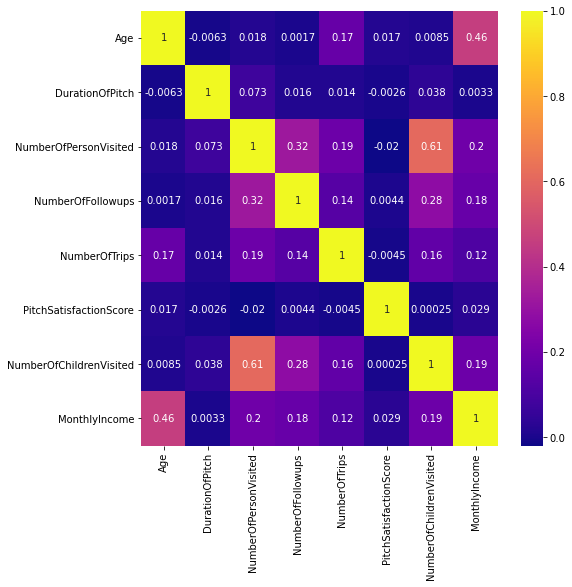 1.0
Age 1 -0.0063 0.018 0.0017 0.17 0.017 0.0085 0.46
DurationOfPitch -0.0063 1 0.073 0.016 0.014 -0.0026 0.038 0.0033
0.8
NumberOfPersonVisited 0.018 0.073 1 0.32 0.19 -0.02 0.61 0.2
0.6
NumberOfFollowups 0.0017 0.016 0.32 1 0.14 0.0044 0.28 0.18
NumberOfTrips 0.17 0.014 0.19 0.14 1 -0.0045 0.16 0.12
0.4
PitchSatisfactionScore 0.017 -0.0026 -0.02 0.0044 -0.0045 1 0.00025 0.029
0.2
NumberOfChildrenVisited 0.0085 0.038 0.61 0.28 0.16 0.00025 1 0.19
MonthlyIncome 0.46 0.0033 0.2 0.18 0.12 0.029 0.19 1
0.0
Age
DurationOfPitch
NumberOfPersonVisited
NumberOfFollowups
NumberOfTrips
PitchSatisfactionScore
NumberOfChildrenVisited
MonthlyIncome